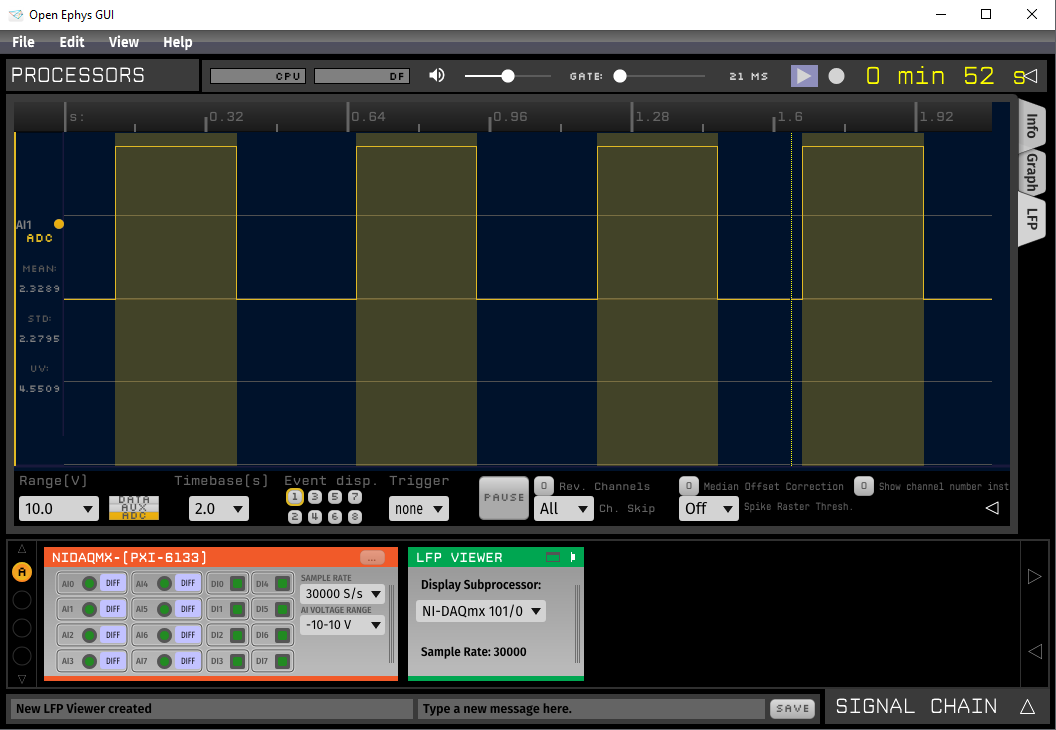 Open Ephys GUI
File Edit View Help
PROCESSORS CPU DF GATE: 21 MS 0 min 52 s
s: 0.32 0.64 0.96 1.28 1.6 1.92
Info
Graph
LFP
AI1
ADC
MEAN:
2.3289
STD:
2.2795
UV:
4.5509
Range[V] Timebase[s] Event disp. Trigger
10.0 DATA AUX ADC 2.0 1 3 5 7 2 4 6 8 none PAUSE
0 Rev. Channels 0 Median Offset Correction 0 Show channel number inst
All Ch. Skip Off Spike Raster Thresh.
A
NIDAQMX-[PXI-6133] ...
AI0 DIFF AI4 DIFF DI0 DI4 SAMPLE RATE
30000 S/s
AI1 DIFF AI5 DIFF DI1 DI5 AI VOLTAGE RANGE
-10-10 V
AI2 DIFF AI6 DIFF DI2 DI6
AI3 DIFF AI7 DIFF DI3 DI7
LFP VIEWER
Display Subprocessor:
NI-DAQmx 101/0
Sample Rate: 30000
New LFP Viewer created Type a new message here. SAVE SIGNAL CHAIN